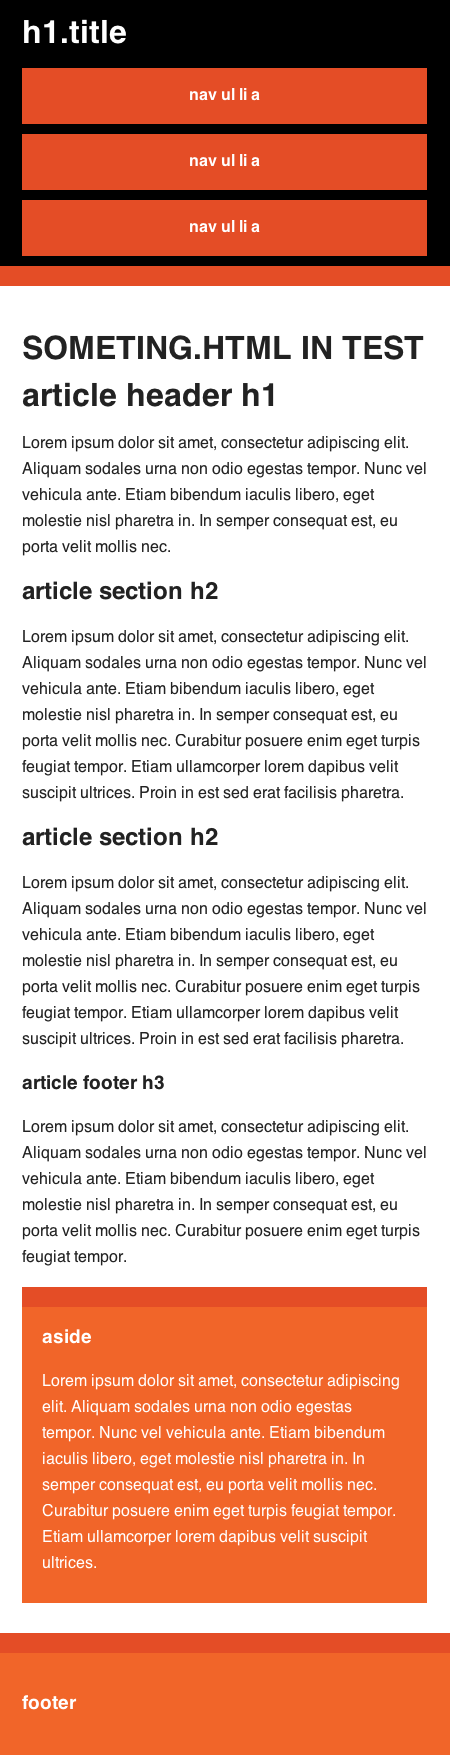 h1.title
nav ul li a
nav ul li a
nav ul li a
SOMETING.HTML IN TEST
article header h1
Lorem ipsum dolor sit amet, consectetur adipiscing elit.
Aliquam sodales urna non odio egestas tempor. Nunc vel
vehicula ante. Etiam bibendum iaculis libero, eget
molestie nisl pharetra in. In semper consequat est, eu
porta velit mollis nec.
article section h2
Lorem ipsum dolor sit amet, consectetur adipiscing elit.
Aliquam sodales urna non odio egestas tempor. Nunc vel
vehicula ante. Etiam bibendum iaculis libero, eget
molestie nisl pharetra in. In semper consequat est, eu
porta velit mollis nec. Curabitur posuere enim eget turpis
feugiat tempor. Etiam ullamcorper lorem dapibus velit
suscipit ultrices. Proin in est sed erat facilisis pharetra.
article section h2
Lorem ipsum dolor sit amet, consectetur adipiscing elit.
Aliquam sodales urna non odio egestas tempor. Nunc vel
vehicula ante. Etiam bibendum iaculis libero, eget
molestie nisl pharetra in. In semper consequat est, eu
porta velit mollis nec. Curabitur posuere enim eget turpis
feugiat tempor. Etiam ullamcorper lorem dapibus velit
suscipit ultrices. Proin in est sed erat facilisis pharetra.
article footer h3
Lorem ipsum dolor sit amet, consectetur adipiscing elit.
Aliquam sodales urna non odio egestas tempor. Nunc vel
vehicula ante. Etiam bibendum iaculis libero, eget
molestie nisl pharetra in. In semper consequat est, eu
porta velit mollis nec. Curabitur posuere enim eget turpis
feugiat tempor.
aside
Lorem ipsum dolor sit amet, consectetur adipiscing
elit. Aliquam sodales urna non odio egestas
tempor. Nunc vel vehicula ante. Etiam bibendum
iaculis libero, eget molestie nisl pharetra in. In
semper consequat est, eu porta velit mollis nec.
Curabitur posuere enim eget turpis feugiat tempor.
Etiam ullamcorper lorem dapibus velit suscipit
ultrices.
footer